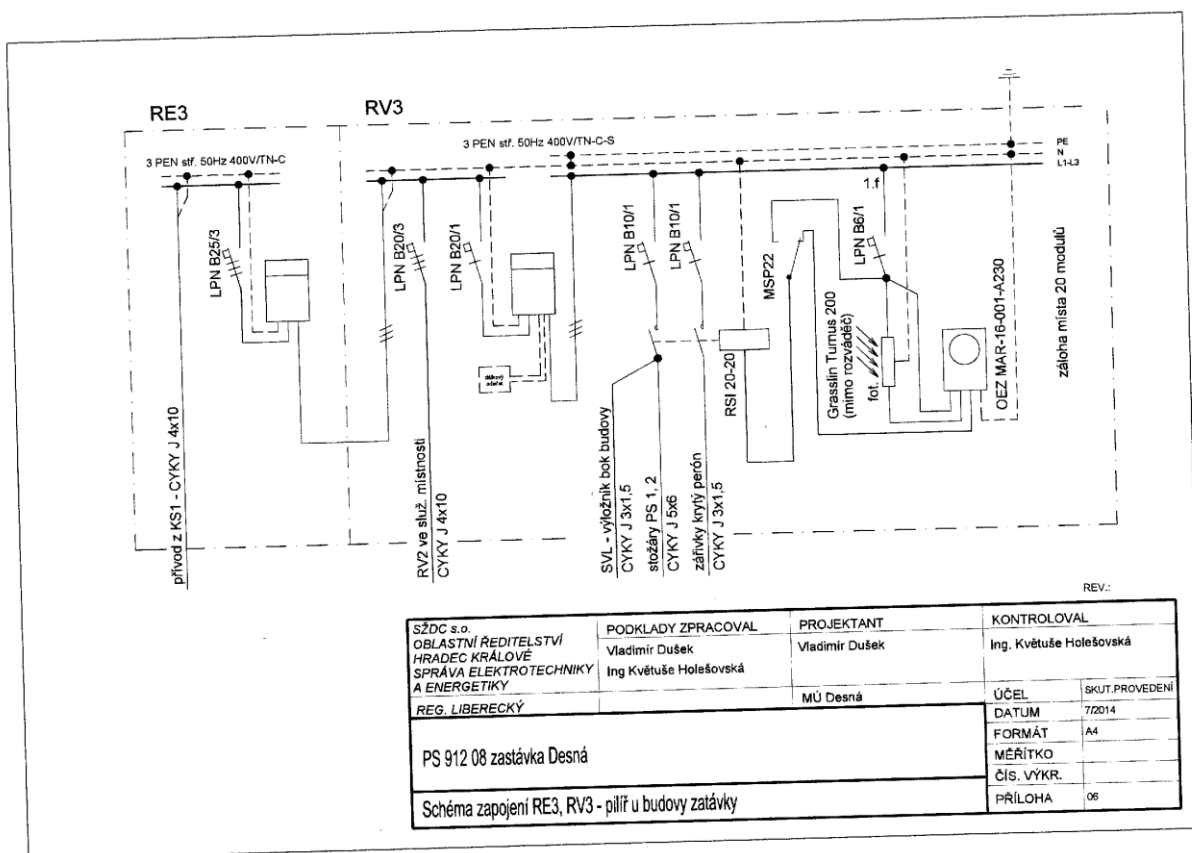 RE3
RV3
3 PEN stř. 50Hz 400V/TN-C
3 PEN stř. 50Hz 400V/TN-C-S
PE
N
L1-L3
1.f
LPN B25/3
LPN B20/3
LPN B20/1
LPN B10/1
LPN B10/1
MSP22
LPN B6/1
dálkový
odečet
RSI 20-20
Grasslin Turnus 200
(mimo rozváděč)
fot.
OEZ MAR-16-001-A230
záloha místa 20 modulů
přívod z KS1 - CYKY J 4x10
RV2 ve služ. místnosti
CYKY J 4x10
SVL - výložník bok budovy
CYKY J 3x1,5
stožáry PS 1, 2
CYKY J 5x6
zářivky krytý perón
CYKY J 3x1,5
REV.:
SŽDC s.o.
OBLASTNÍ ŘEDITELSTVÍ
HRADEC KRÁLOVÉ
SPRÁVA ELEKTROTECHNIKY
A ENERGETIKY
REG. LIBERECKÝ
PODKLADY ZPRACOVAL
Vladimír Dušek
Ing Květuše Holešovská
PROJEKTANT
Vladimír Dušek
MÚ Desná
KONTROLOVAL
Ing. Květuše Holešovská
ÚČEL SKUT.PROVEDENÍ
DATUM 7/2014
FORMÁT A4
MĚŘÍTKO
ČÍS. VÝKR.
PŘÍLOHA 06
PS 912 08 zastávka Desná
Schéma zapojení RE3, RV3 - pilíř u budovy zatávky